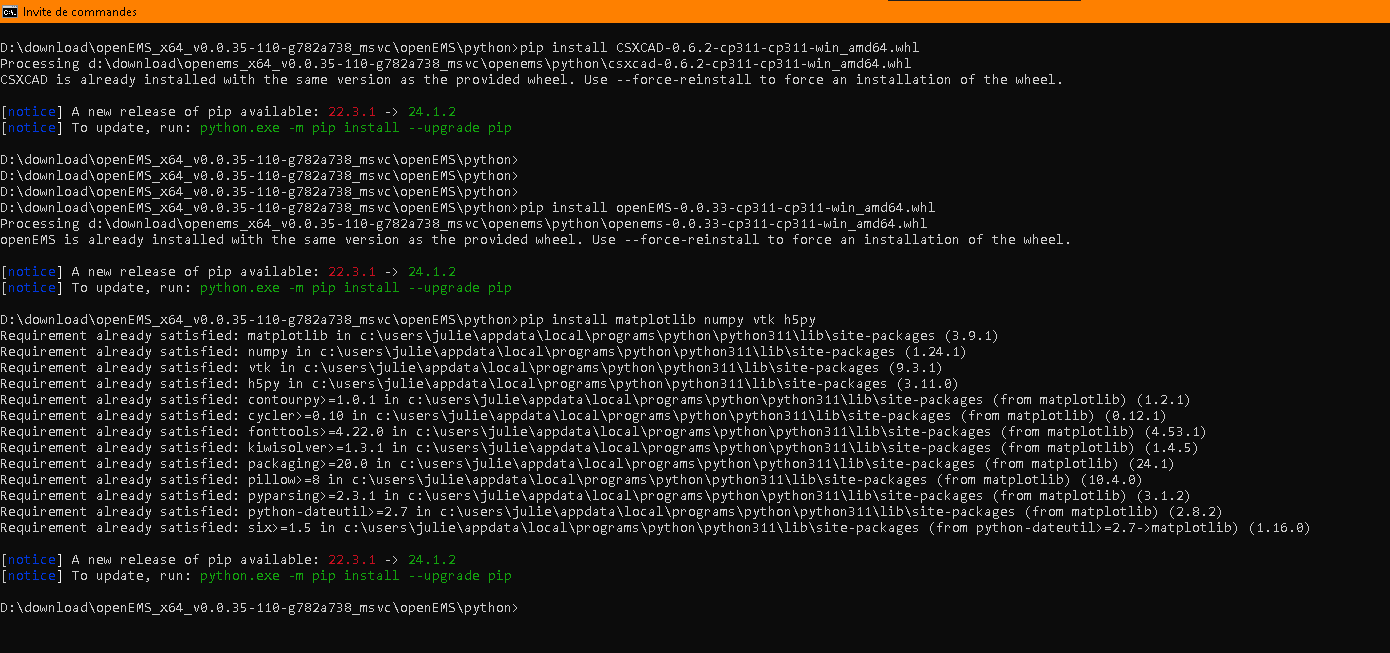 Invite de commandes
D:\download\openEMS_x64_v0.0.35-110-g782a738_msvc\openEMS\python>pip install CSXCAD-0.6.2-cp311-cp311-win_amd64.whl
Processing d:\download\openems_x64_v0.0.35-110-g782a738_msvc\openems\python\csxcad-0.6.2-cp311-cp311-win_amd64.whl
CSXCAD is already installed with the same version as the provided wheel. Use --force-reinstall to force an installation of the wheel.
[notice] A new release of pip available: 22.3.1 -> 24.1.2
[notice] To update, run: python.exe -m pip install --upgrade pip
D:\download\openEMS_x64_v0.0.35-110-g782a738_msvc\openEMS\python>
D:\download\openEMS_x64_v0.0.35-110-g782a738_msvc\openEMS\python>
D:\download\openEMS_x64_v0.0.35-110-g782a738_msvc\openEMS\python>
D:\download\openEMS_x64_v0.0.35-110-g782a738_msvc\openEMS\python>pip install openEMS-0.0.33-cp311-cp311-win_amd64.whl
Processing d:\download\openems_x64_v0.0.35-110-g782a738_msvc\openems\python\openems-0.0.33-cp311-cp311-win_amd64.whl
openEMS is already installed with the same version as the provided wheel. Use --force-reinstall to force an installation of the wheel.
[notice] A new release of pip available: 22.3.1 -> 24.1.2
[notice] To update, run: python.exe -m pip install --upgrade pip
D:\download\openEMS_x64_v0.0.35-110-g782a738_msvc\openEMS\python>pip install matplotlib numpy vtk h5py
Requirement already satisfied: matplotlib in c:\users\julie\appdata\local\programs\python\python311\lib\site-packages (3.9.1)
Requirement already satisfied: numpy in c:\users\julie\appdata\local\programs\python\python311\lib\site-packages (1.24.1)
Requirement already satisfied: vtk in c:\users\julie\appdata\local\programs\python\python311\lib\site-packages (9.3.1)
Requirement already satisfied: h5py in c:\users\julie\appdata\local\programs\python\python311\lib\site-packages (3.11.0)
Requirement already satisfied: contourpy>=1.0.1 in c:\users\julie\appdata\local\programs\python\python311\lib\site-packages (from matplotlib) (1.2.1)
Requirement already satisfied: cycler>=0.10 in c:\users\julie\appdata\local\programs\python\python311\lib\site-packages (from matplotlib) (0.12.1)
Requirement already satisfied: fonttools>=4.22.0 in c:\users\julie\appdata\local\programs\python\python311\lib\site-packages (from matplotlib) (4.53.1)
Requirement already satisfied: kiwisolver>=1.3.1 in c:\users\julie\appdata\local\programs\python\python311\lib\site-packages (from matplotlib) (1.4.5)
Requirement already satisfied: packaging>=20.0 in c:\users\julie\appdata\local\programs\python\python311\lib\site-packages (from matplotlib) (24.1)
Requirement already satisfied: pillow>=8 in c:\users\julie\appdata\local\programs\python\python311\lib\site-packages (from matplotlib) (10.4.0)
Requirement already satisfied: pyparsing>=2.3.1 in c:\users\julie\appdata\local\programs\python\python311\lib\site-packages (from matplotlib) (3.1.2)
Requirement already satisfied: python-dateutil>=2.7 in c:\users\julie\appdata\local\programs\python\python311\lib\site-packages (from matplotlib) (2.8.2)
Requirement already satisfied: six>=1.5 in c:\users\julie\appdata\local\programs\python\python311\lib\site-packages (from python-dateutil>=2.7->matplotlib) (1.16.0)
[notice] A new release of pip available: 22.3.1 -> 24.1.2
[notice] To update, run: python.exe -m pip install --upgrade pip
D:\download\openEMS_x64_v0.0.35-110-g782a738_msvc\openEMS\python>